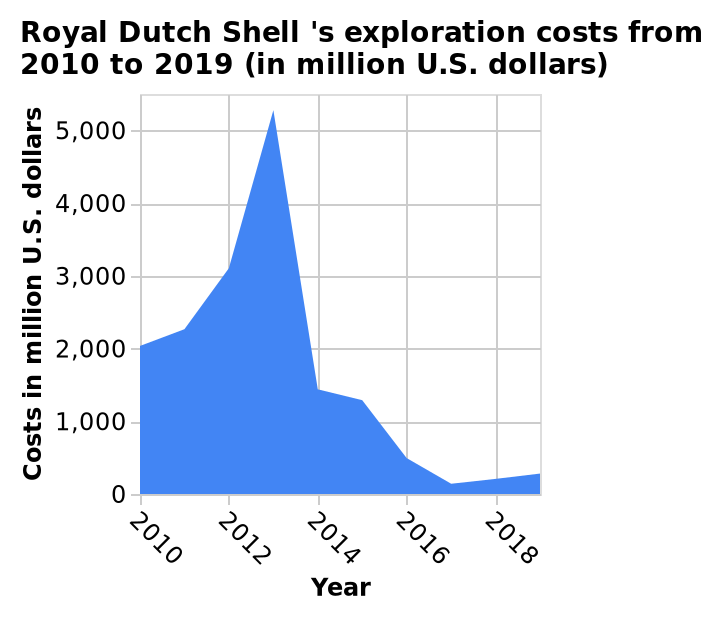 Royal Dutch Shell 's exploration costs from
2010 to 2019 (in million U.S. dollars)
Costs in million U.S. dollars
5,000
4,000
3,000
2,000
1,000
0
2010
2012
2014
2016
2018
Year